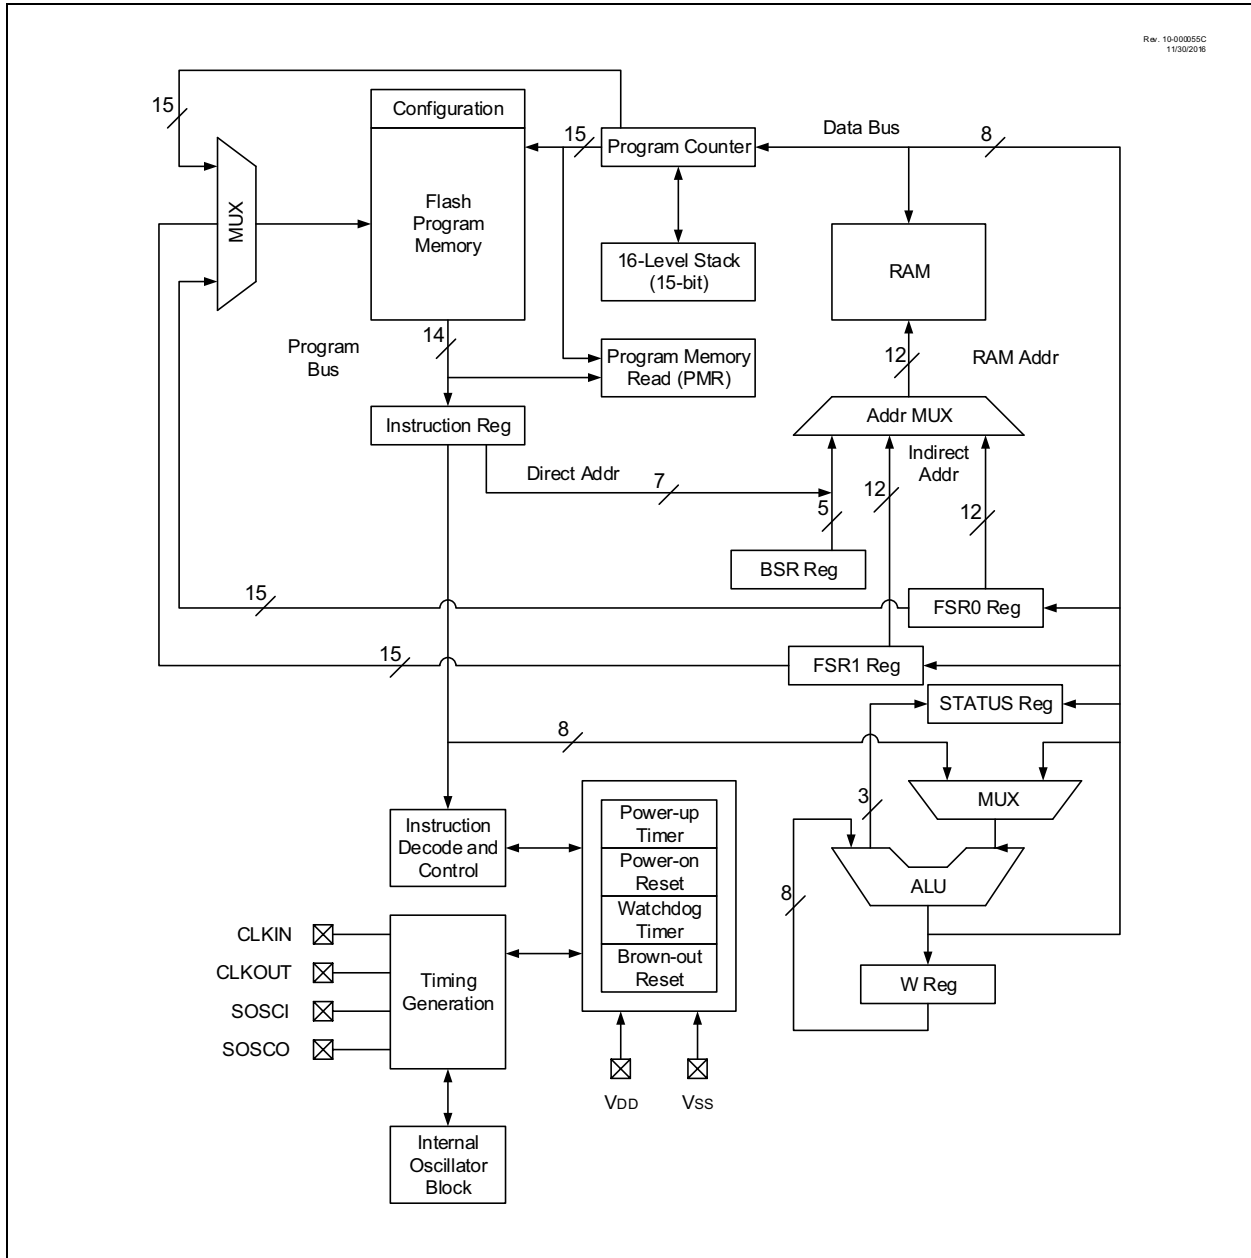 Rev. 10-000055C
11/30/2016
15
Configuration
15
Program Counter
Data Bus
8
MUX
Flash
Program
Memory
16-Level Stack
(15-bit)
RAM
Program
Bus
14
Program Memory
Read (PMR)
12
RAM Addr
Instruction Reg
Addr MUX
Direct Addr
7
Indirect
Addr
12
5
12
BSR Reg
15
FSR0 Reg
15
FSR1 Reg
STATUS Reg
8
MUX
3
Instruction
Decode and
Control
Power-up
Timer
Power-on
Reset
Watchdog
Timer
Brown-out
Reset
ALU
8
W Reg
CLKIN
CLKOUT
SOSCI
SOSCO
Timing
Generation
VDD
VSS
Internal
Oscillator
Block